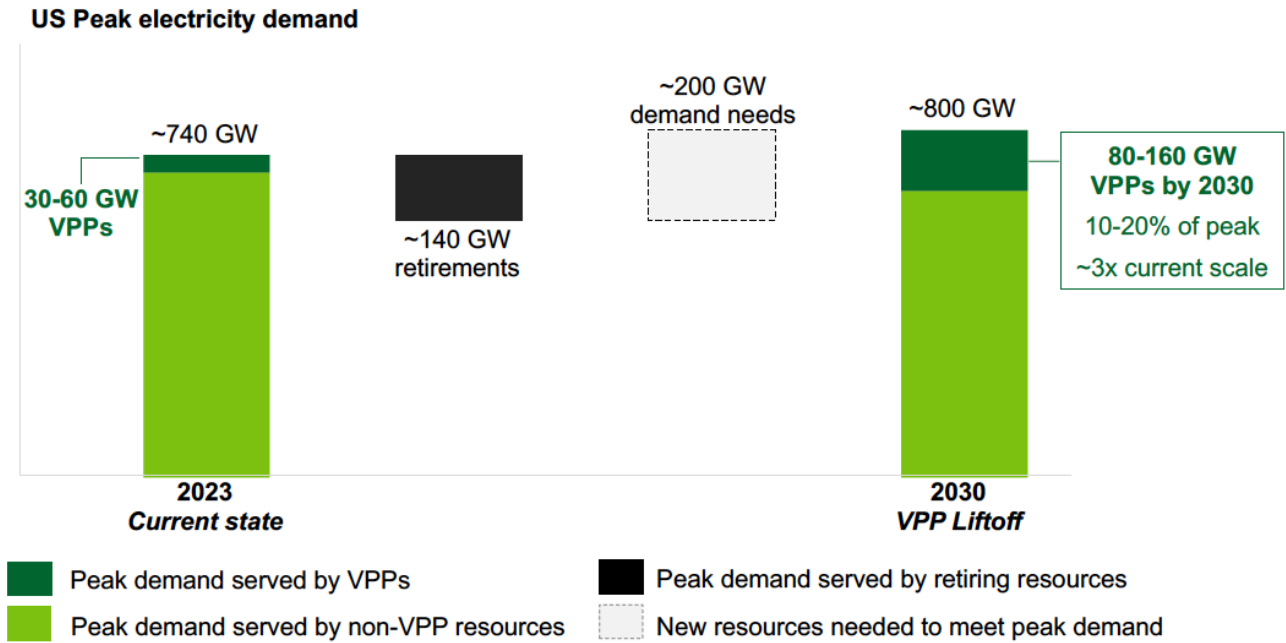 US Peak electricity demand
~740 GW
30-60 GW
VPPs
~140 GW
retirements
~200 GW
demand needs
~800 GW
80-160 GW
VPPs by 2030
10-20% of peak
~3x current scale
2023
Current state
2030
VPP Liftoff
Peak demand served by VPPs
Peak demand served by retiring resources
Peak demand served by non-VPP resources
New resources needed to meet peak demand